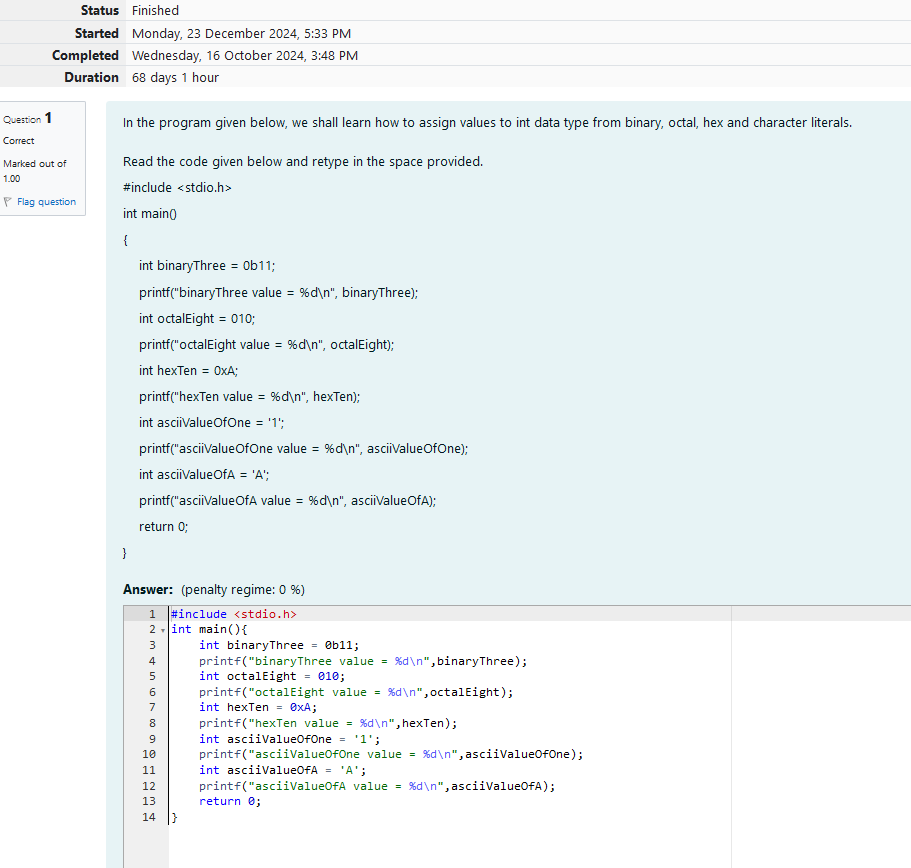 Status Finished
Started Monday, 23 December 2024, 5:33 PM
Completed Wednesday, 16 October 2024, 3:48 PM
Duration 68 days 1 hour
Question 1
Correct
Marked out of
1.00
Flag question
In the program given below, we shall learn how to assign values to int data type from binary, octal, hex and character literals.
Read the code given below and retype in the space provided.
#include <stdio.h>
int main()
{
int binaryThree = 0b11;
printf("binaryThree value = %d\n", binaryThree);
int octalEight = 010;
printf("octalEight value = %d\n", octalEight);
int hexTen = 0xA;
printf("hexTen value = %d\n", hexTen);
int asciiValueOfOne = '1';
printf("asciiValueOfOne value = %d\n", asciiValueOfOne);
int asciiValueOfA = 'A';
printf("asciiValueOfA value = %d\n", asciiValueOfA);
return 0;
}
Answer: (penalty regime: 0 %)
1 #include <stdio.h>
2 int main(){
3 int binaryThree = 0b11;
4 printf("binaryThree value = %d\n",binaryThree);
5 int octalEight = 010;
6 printf("octalEight value = %d\n",octalEight);
7 int hexTen = 0xA;
8 printf("hexTen value = %d\n",hexTen);
9 int asciiValueOfOne = '1';
10 printf("asciiValueOfOne value = %d\n",asciiValueOfOne);
11 int asciiValueOfA = 'A';
12 printf("asciiValueOfA value = %d\n",asciiValueOfA);
13 return 0;
14 }